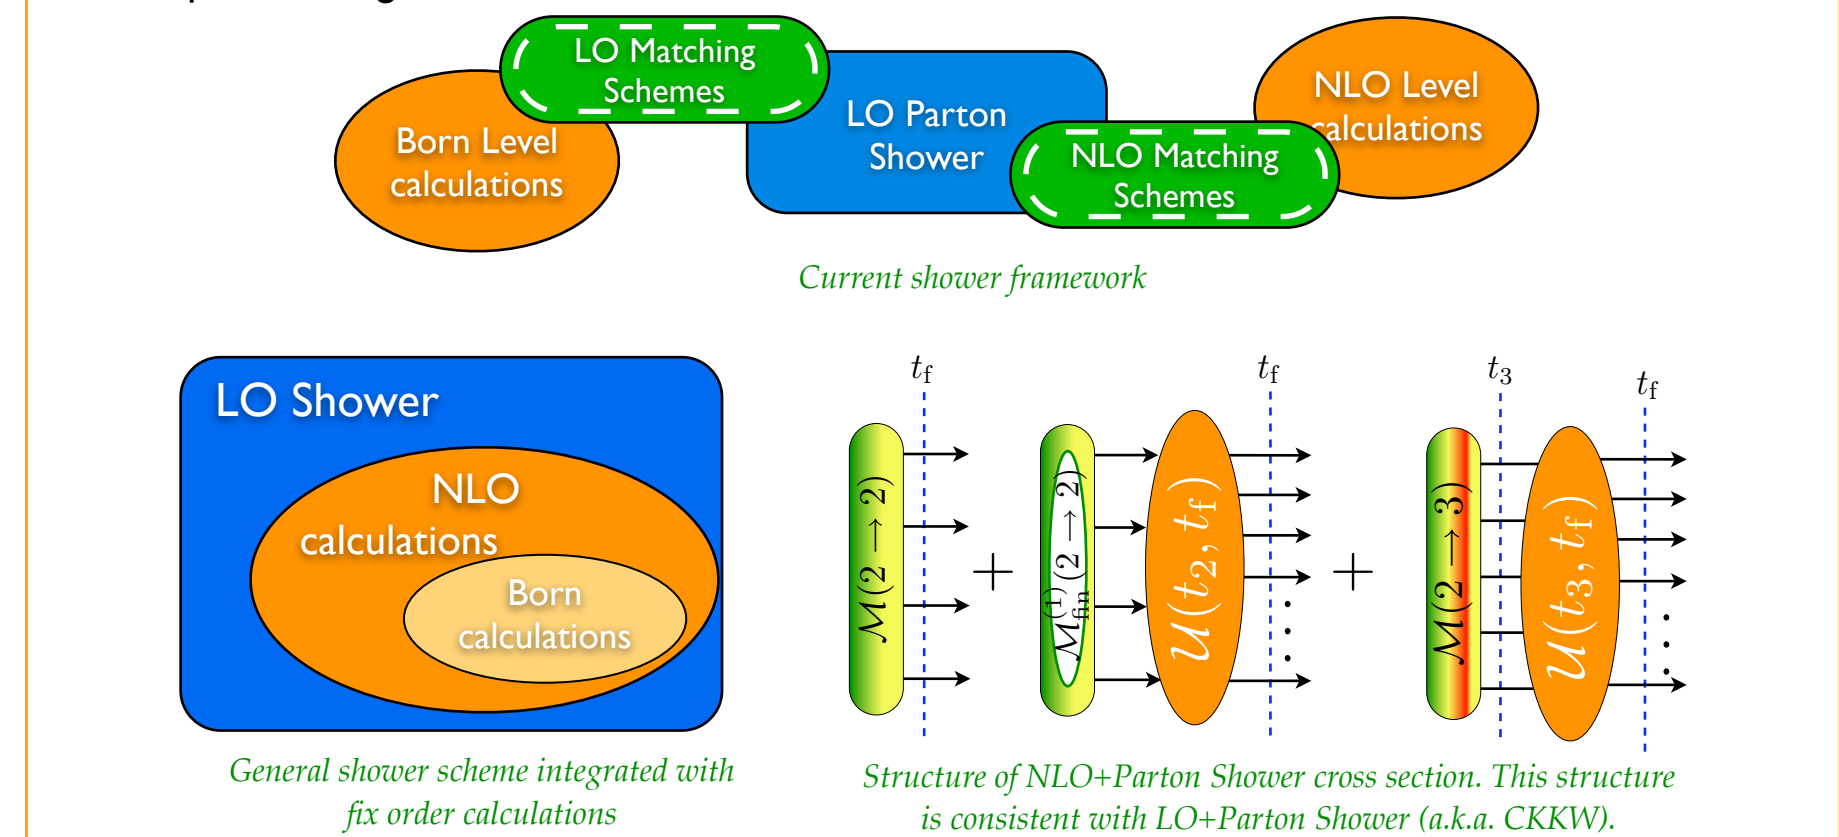 LO Matching
Schemes
Born Level
calculations
LO Parton
Shower
NLO Matching
Schemes
NLO Level
calculations
Current shower framework
LO Shower
NLO
calculations
Born
calculations
General shower scheme integrated with
fix order calculations
t_f
M(2 → 2)
+
M_fin^(1)(2 → 2)
U(t_2, t_f)
t_f
+
t_3
M(2 → 3)
U(t_3, t_f)
t_f
Structure of NLO+Parton Shower cross section. This structure
is consistent with LO+Parton Shower (a.k.a. CKKW).